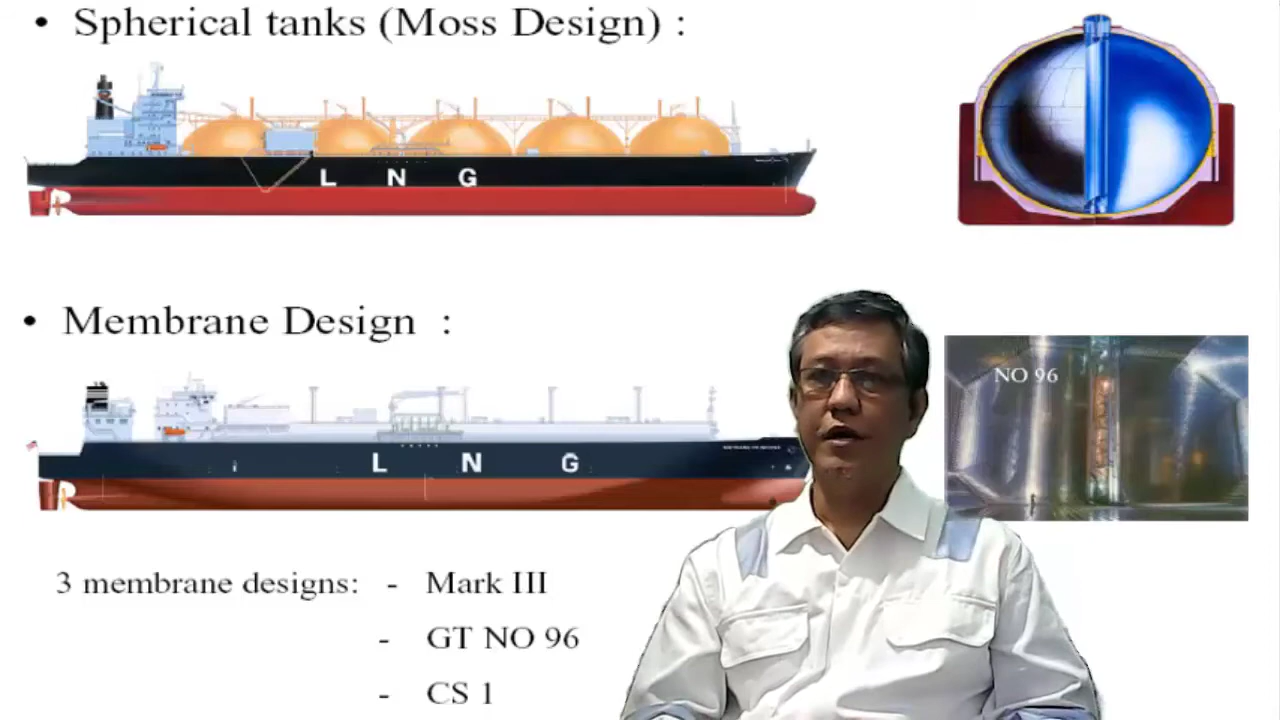 • Spherical tanks (Moss Design) :
L N G
• Membrane Design :
NO 96
L N G
3 membrane designs: - Mark III
- GT NO 96
- CS 1